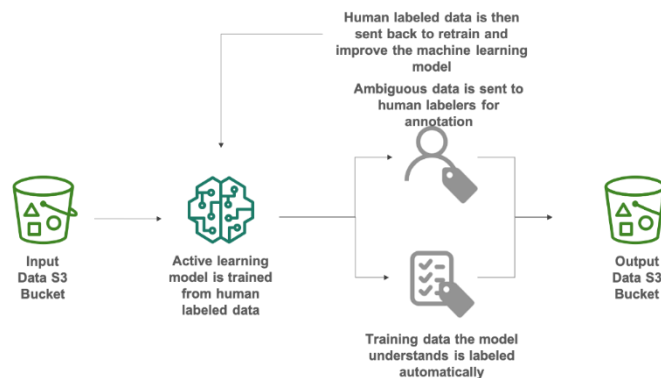 Human labeled data is then
sent back to retrain and
improve the machine learning
model
Ambiguous data is sent to
human labelers for
annotation
Input
Data S3
Bucket
Active learning
model is trained
from human
labeled data
Output
Data S3
Bucket
Training data the model
understands is labeled
automatically